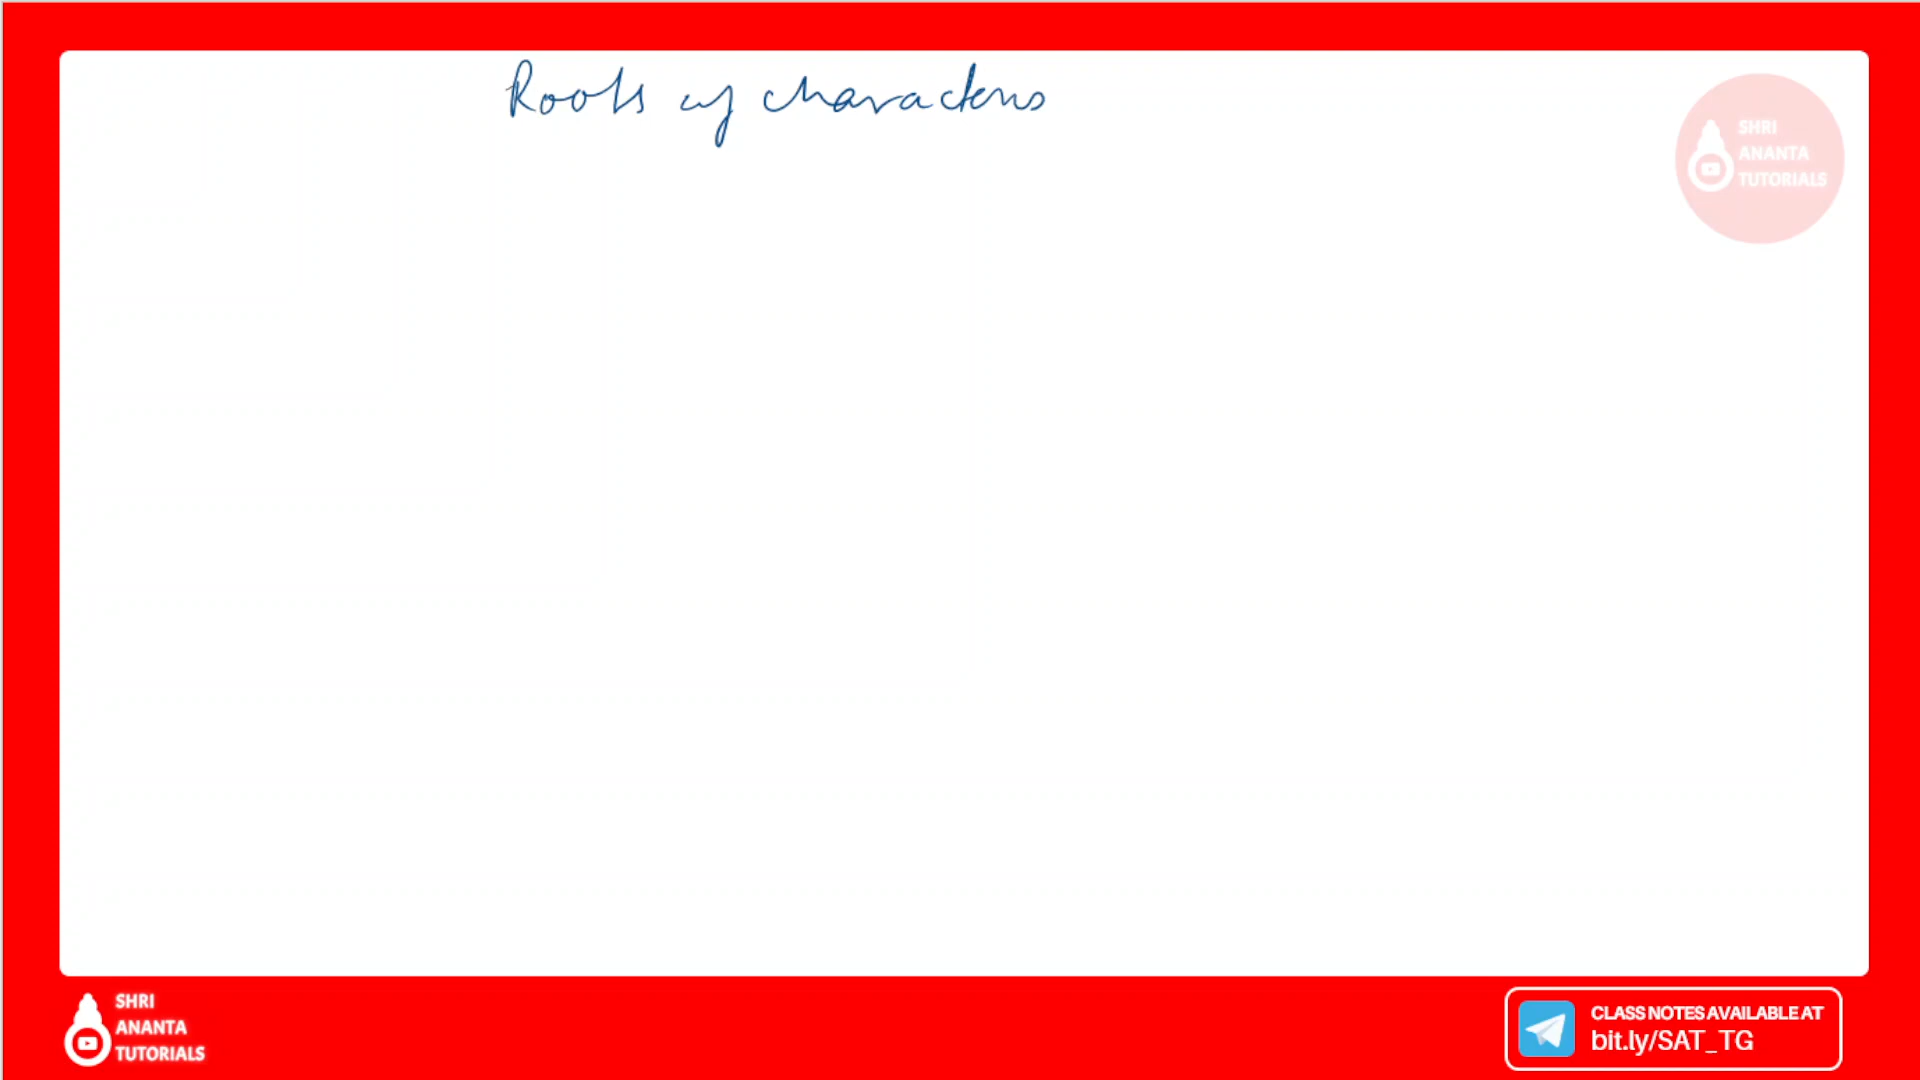 Roots of characters
SHRI
ANANTA
TUTORIALS
SHRI
ANANTA
TUTORIALS
CLASS NOTES AVAILABLE AT
bit.ly/SAT_TG